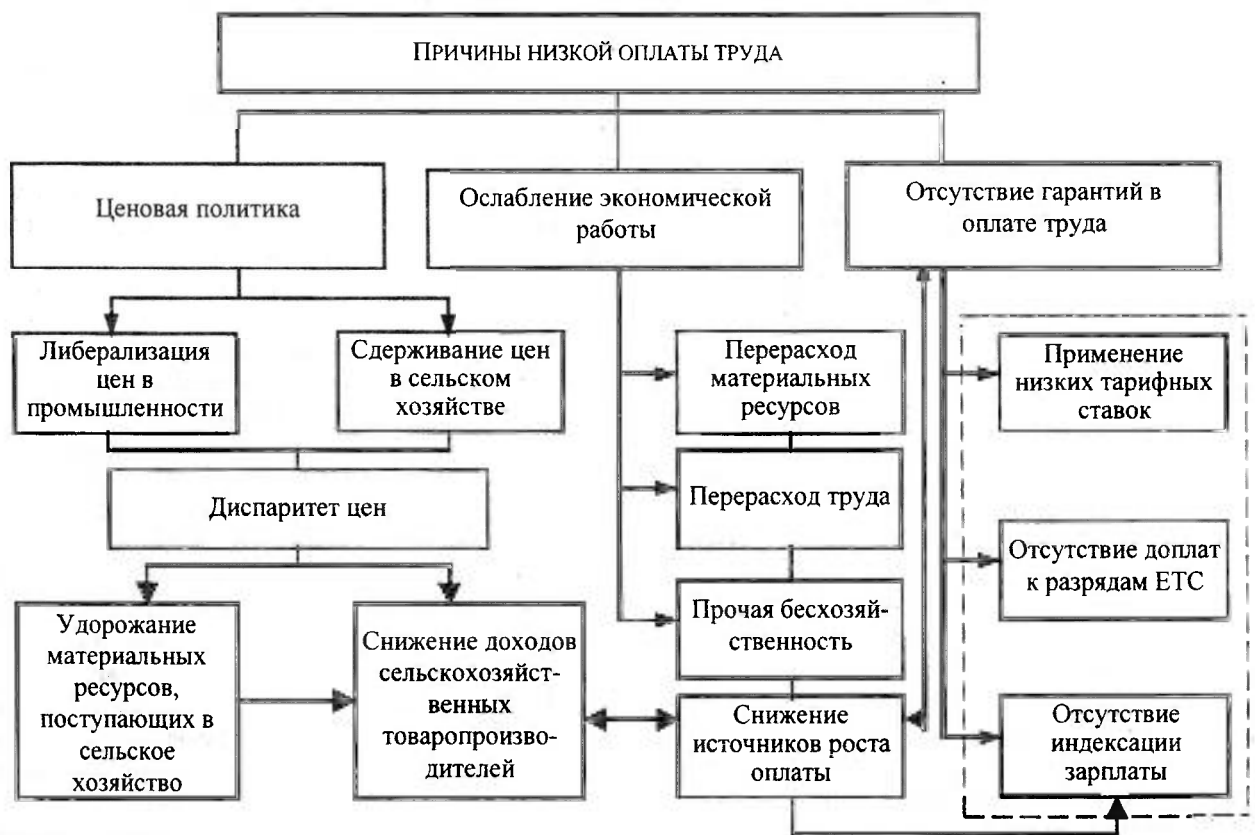 ПРИЧИНЫ НИЗКОЙ ОПЛАТЫ ТРУДА
Ценовая политика
Ослабление экономической
работы
Отсутствие гарантий в
оплате труда
Либерализация
цен в
промышленности
Сдерживание цен
в сельском
хозяйстве
Перерасход
материальных
ресурсов
Применение
низких тарифных
ставок
Диспаритет цен
Перерасход труда
Отсутствие доплат
к разрядам ЕТС
Удорожание
материальных
ресурсов,
поступающих в
сельское
хозяйство
Снижение доходов
сельскохозяйст-
венных
товаропроизво-
дителей
Прочая бесхозяй-
ственность
Снижение
источников роста
оплаты
Отсутствие
индексации
зарплаты